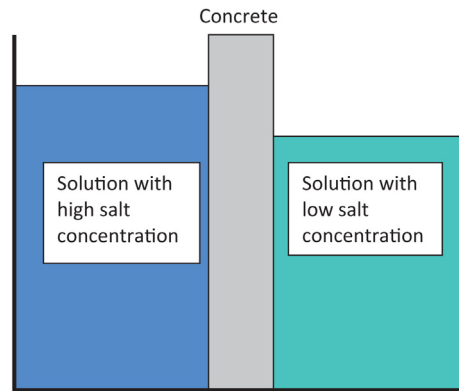 Concrete
Solution with
high salt
concentration
Solution with
low salt
concentration